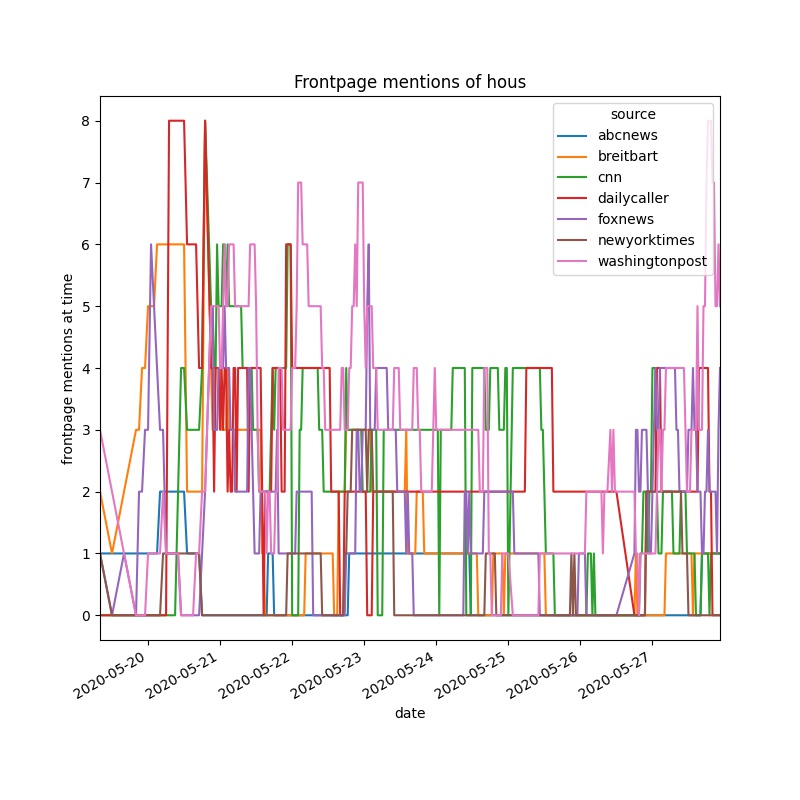 Frontpage mentions of hous
source
abcnews
breitbart
cnn
dailycaller
foxnews
newyorktimes
washingtonpost
frontpage mentions at time
8
7
6
5
4
3
2
1
0
2020-05-20
2020-05-21
2020-05-22
2020-05-23
2020-05-24
2020-05-25
2020-05-26
2020-05-27
date